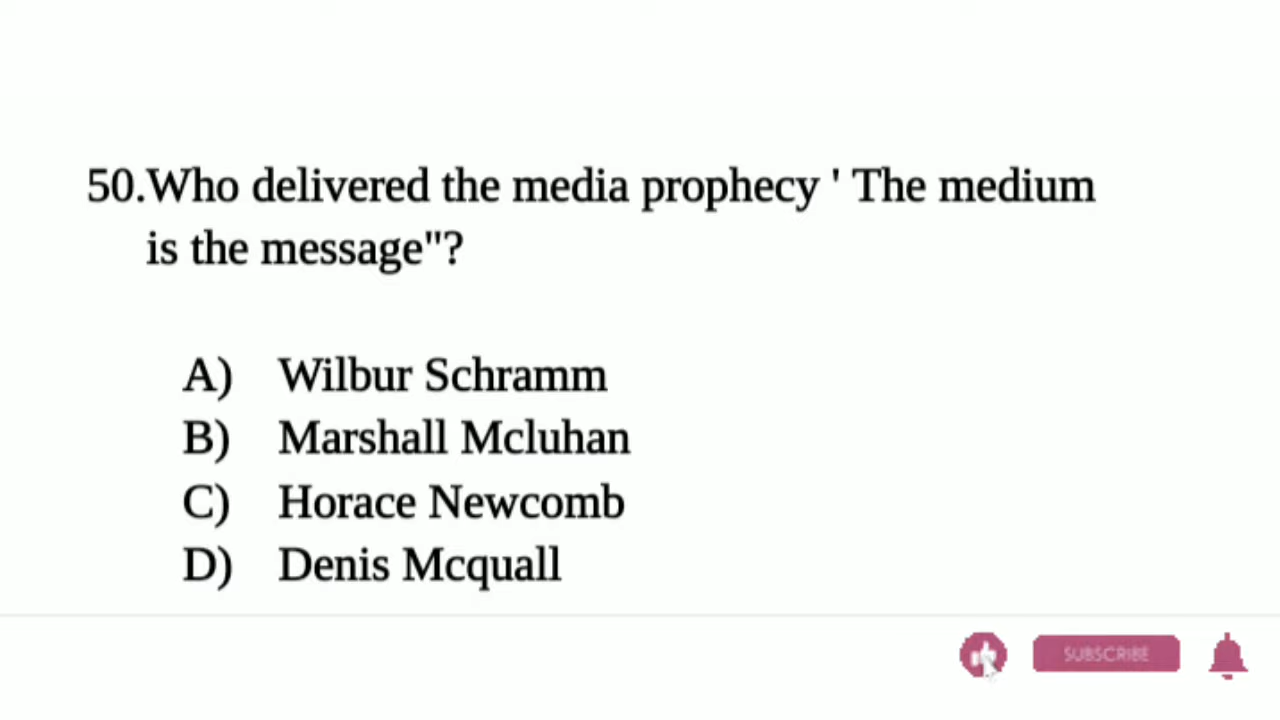 50.Who delivered the media prophecy ' The medium
is the message"?
A) Wilbur Schramm
B) Marshall Mcluhan
C) Horace Newcomb
D) Denis Mcquall
SUBSCRIBE